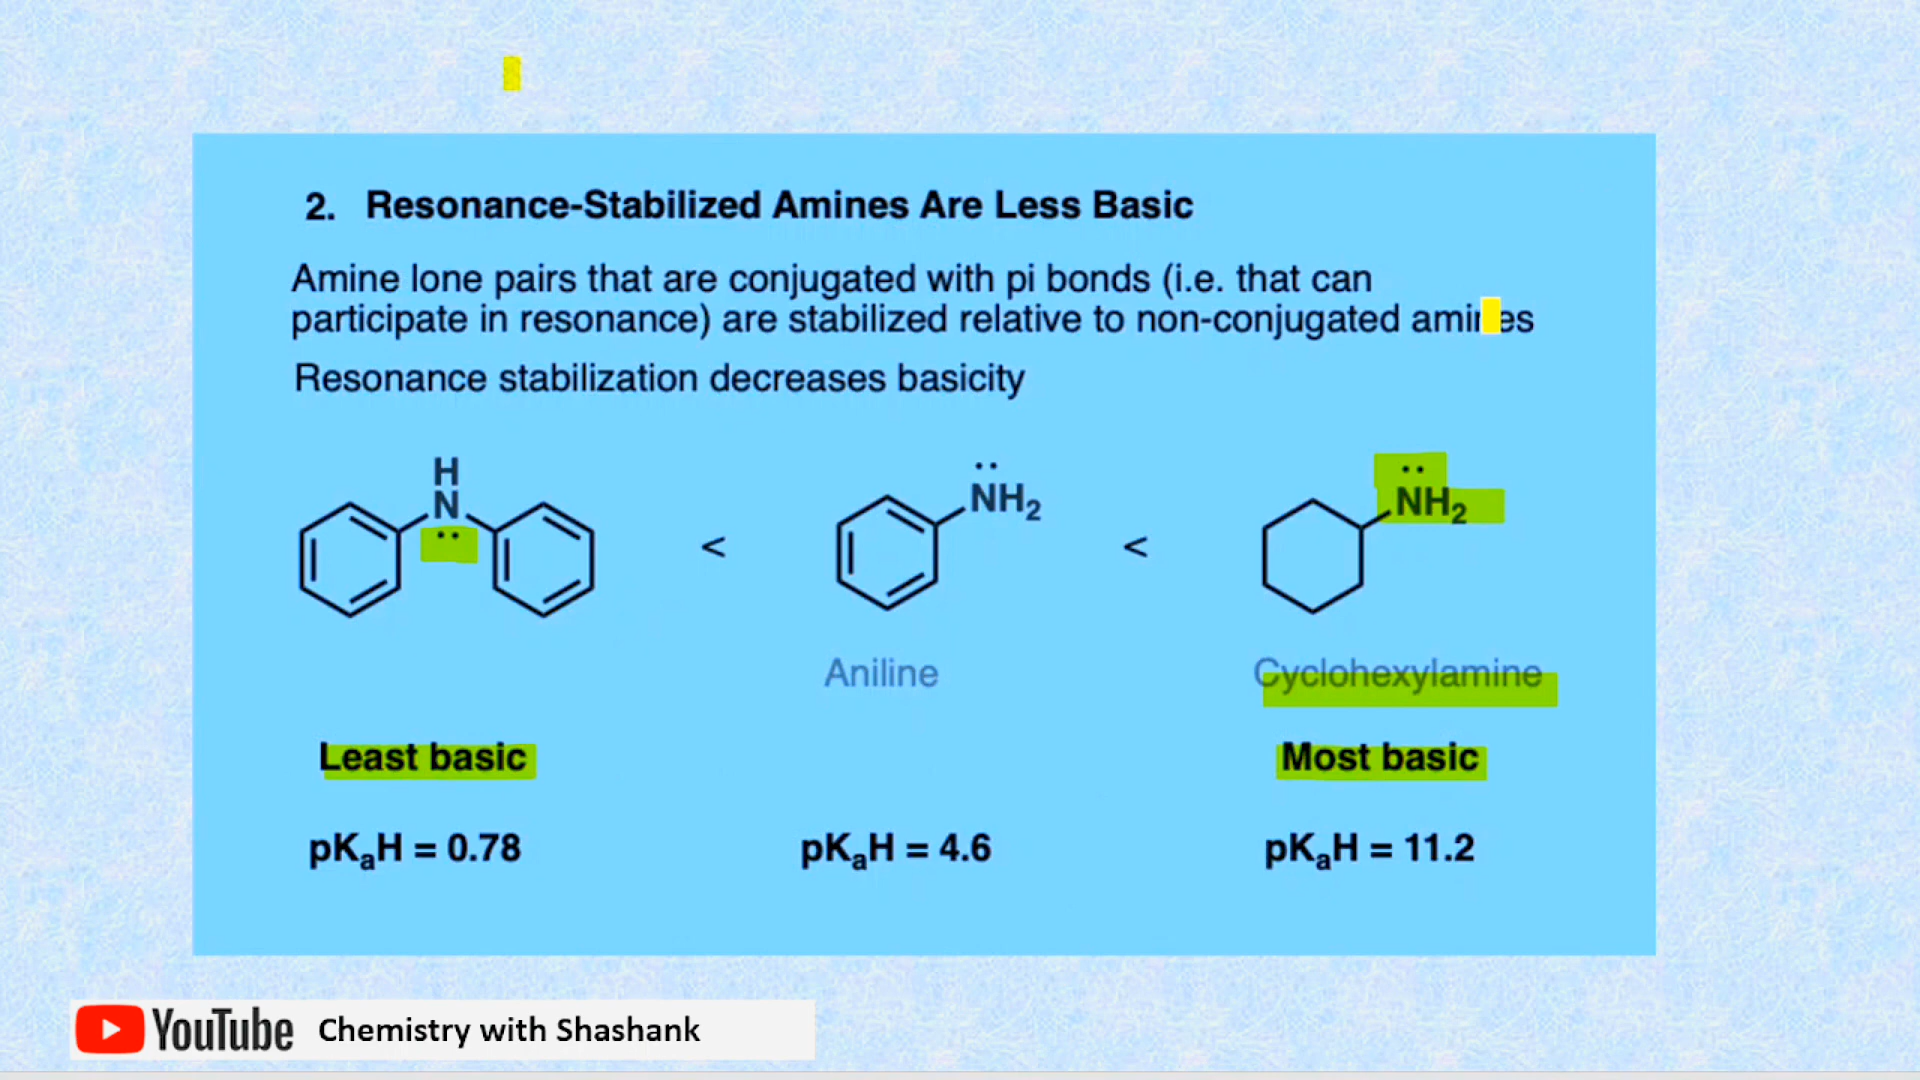 2. Resonance-Stabilized Amines Are Less Basic
Amine lone pairs that are conjugated with pi bonds (i.e. that can
participate in resonance) are stabilized relative to non-conjugated amines
Resonance stabilization decreases basicity
H
N
NH2
NH2
< <
Aniline Cyclohexylamine
Least basic Most basic
pKaH = 0.78 pKaH = 4.6 pKaH = 11.2
YouTube Chemistry with Shashank